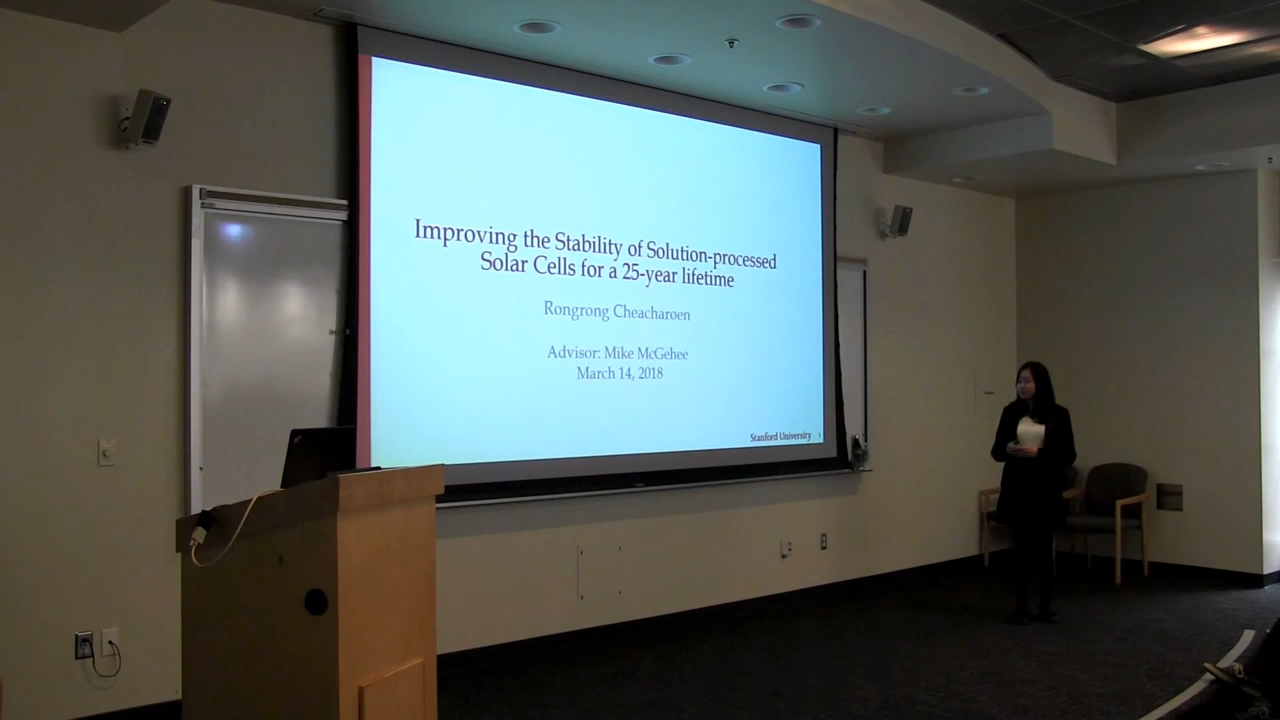 Improving the Stability of Solution-processed
Solar Cells for a 25-year lifetime
Rongrong Cheacharoen
Advisor: Mike McGehee
March 14, 2018
Stanford University